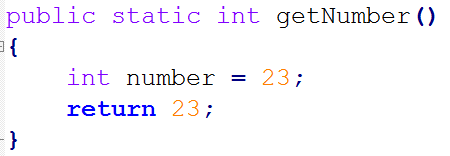 public static int getNumber()
{
    int number = 23;
    return 23;
}